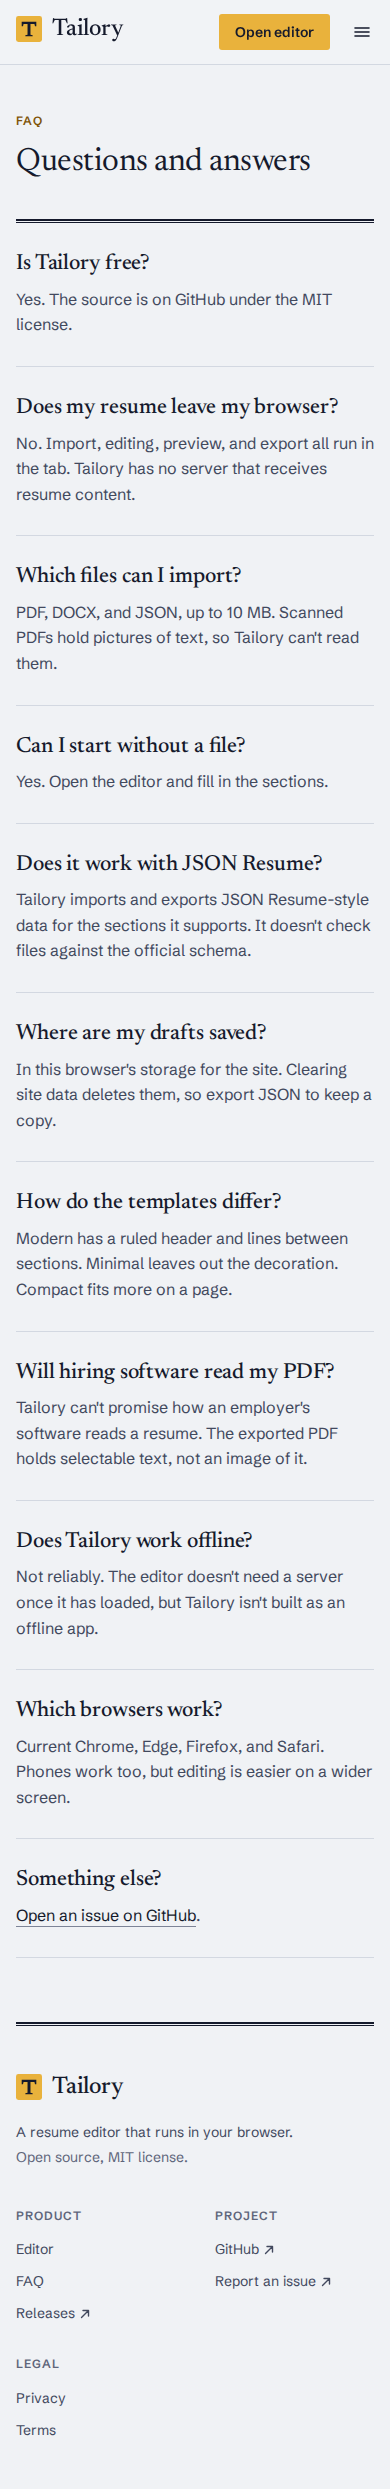 T Tailory
Open editor
FAQ
Questions and answers
Is Tailory free?
Yes. The source is on GitHub under the MIT
license.
Does my resume leave my browser?
No. Import, editing, preview, and export all run in
the tab. Tailory has no server that receives
resume content.
Which files can I import?
PDF, DOCX, and JSON, up to 10 MB. Scanned
PDFs hold pictures of text, so Tailory can't read
them.
Can I start without a file?
Yes. Open the editor and fill in the sections.
Does it work with JSON Resume?
Tailory imports and exports JSON Resume-style
data for the sections it supports. It doesn't check
files against the official schema.
Where are my drafts saved?
In this browser's storage for the site. Clearing
site data deletes them, so export JSON to keep a
copy.
How do the templates differ?
Modern has a ruled header and lines between
sections. Minimal leaves out the decoration.
Compact fits more on a page.
Will hiring software read my PDF?
Tailory can't promise how an employer's
software reads a resume. The exported PDF
holds selectable text, not an image of it.
Does Tailory work offline?
Not reliably. The editor doesn't need a server
once it has loaded, but Tailory isn't built as an
offline app.
Which browsers work?
Current Chrome, Edge, Firefox, and Safari.
Phones work too, but editing is easier on a wider
screen.
Something else?
Open an issue on GitHub.
T Tailory
A resume editor that runs in your browser.
Open source, MIT license.
PRODUCT
Editor
FAQ
Releases ↗
PROJECT
GitHub ↗
Report an issue ↗
LEGAL
Privacy
Terms